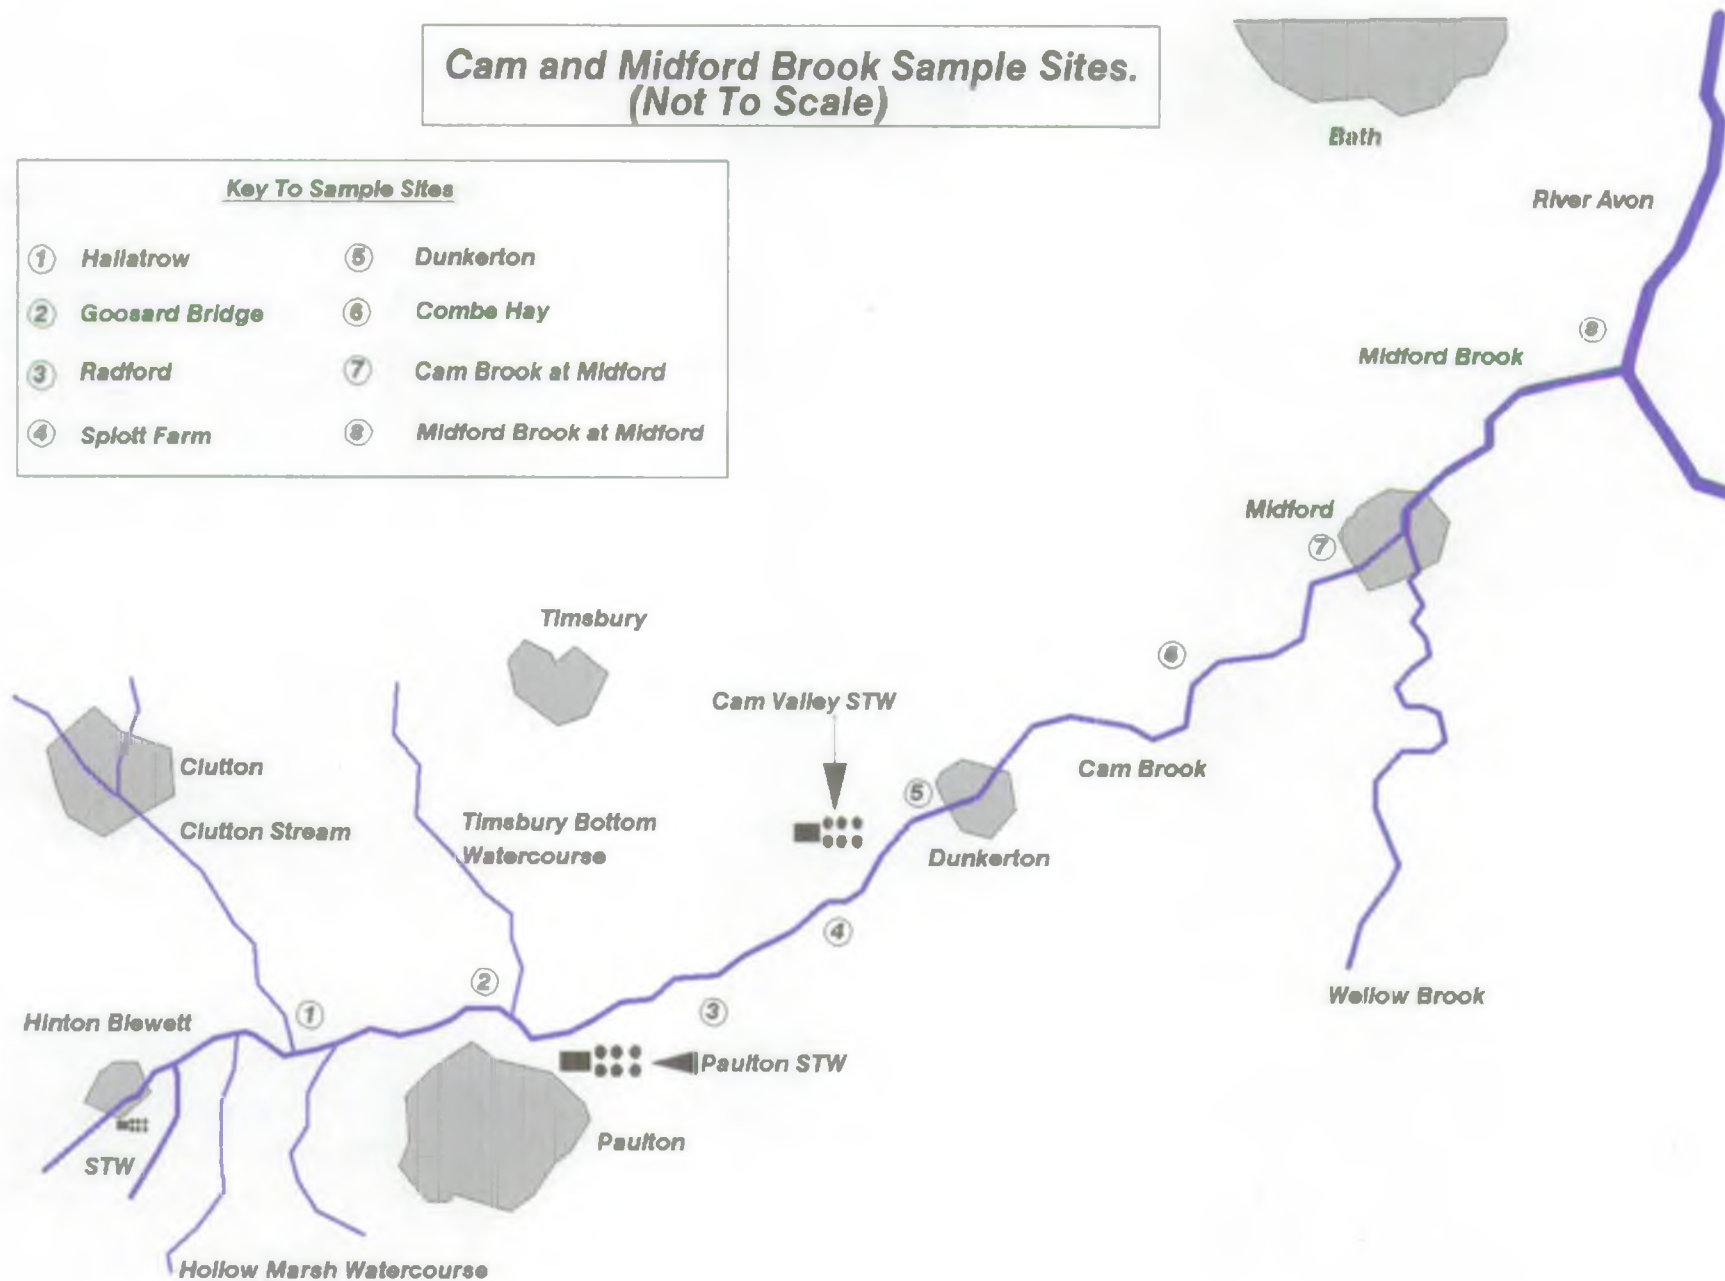 Cam and Midford Brook Sample Sites.
(Not To Scale)
Bath
River Avon
Key To Sample Sites
1 Hallatrow
2 Goosard Bridge
3 Radford
4 Splott Farm
5 Dunkerton
6 Combe Hay
7 Cam Brook at Midford
8 Midford Brook at Midford
8
Midford Brook
Midford
7
Timsbury
6
Cam Valley STW
Cam Brook
Clutton
5
Clutton Stream
Timsbury Bottom
Watercourse
Dunkerton
4
2
Wellow Brook
Hinton Blewett
1
3
Paulton STW
Paulton
STW
Hollow Marsh Watercourse